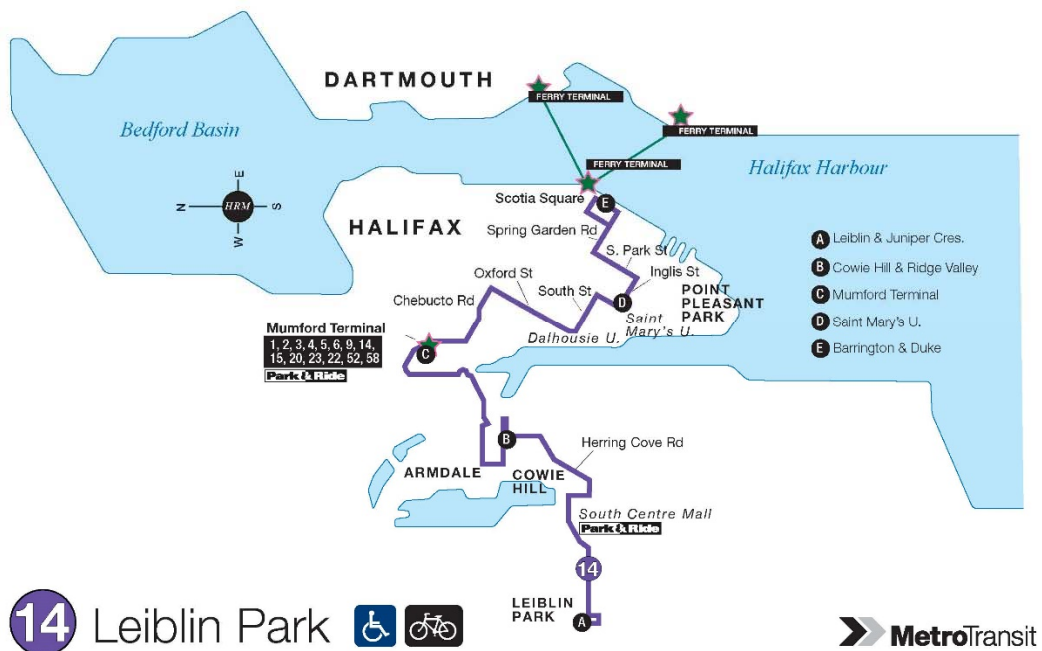 DARTMOUTH
FERRY TERMINAL
FERRY TERMINAL
Bedford Basin
FERRY TERMINAL
Halifax Harbour
E
N
HRM
S
W
Scotia Square
E
HALIFAX
Spring Garden Rd
S. Park St
Oxford St
Inglis St
South St
Chebucto Rd
POINT
PLEASANT
PARK
D
Saint
Mary's U.
Dalhousie U.
A Leiblin & Juniper Cres.
B Cowie Hill & Ridge Valley
C Mumford Terminal
D Saint Mary's U.
E Barrington & Duke
Mumford Terminal
1, 2, 3, 4, 5, 6, 9, 14,
15, 20, 23, 22, 52, 58
Park & Ride
C
B
Herring Cove Rd
ARMDALE
COWIE
HILL
South Centre Mall
Park & Ride
14
LEIBLIN
PARK
A
14 Leiblin Park
MetroTransit